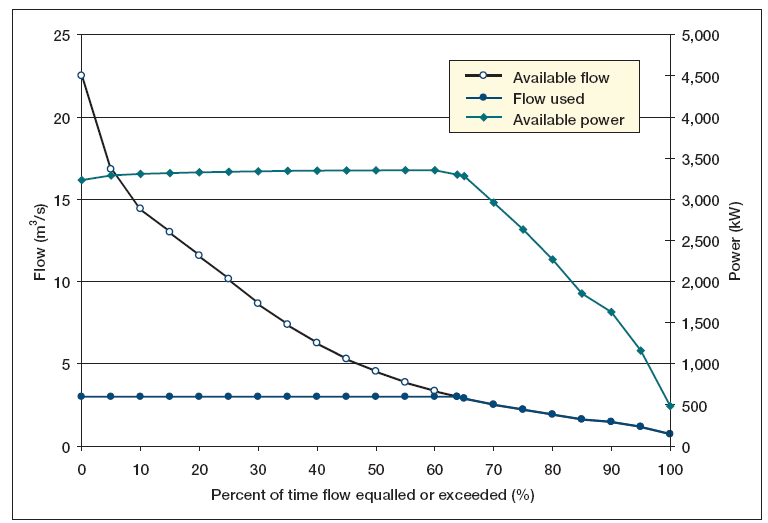 25
20
15
10
5
0
Flow (m³/s)
Available flow
Flow used
Available power
5,000
4,500
4,000
3,500
3,000
2,500
2,000
1,500
1,000
500
0
Power (kW)
0 10 20 30 40 50 60 70 80 90 100
Percent of time flow equalled or exceeded (%)